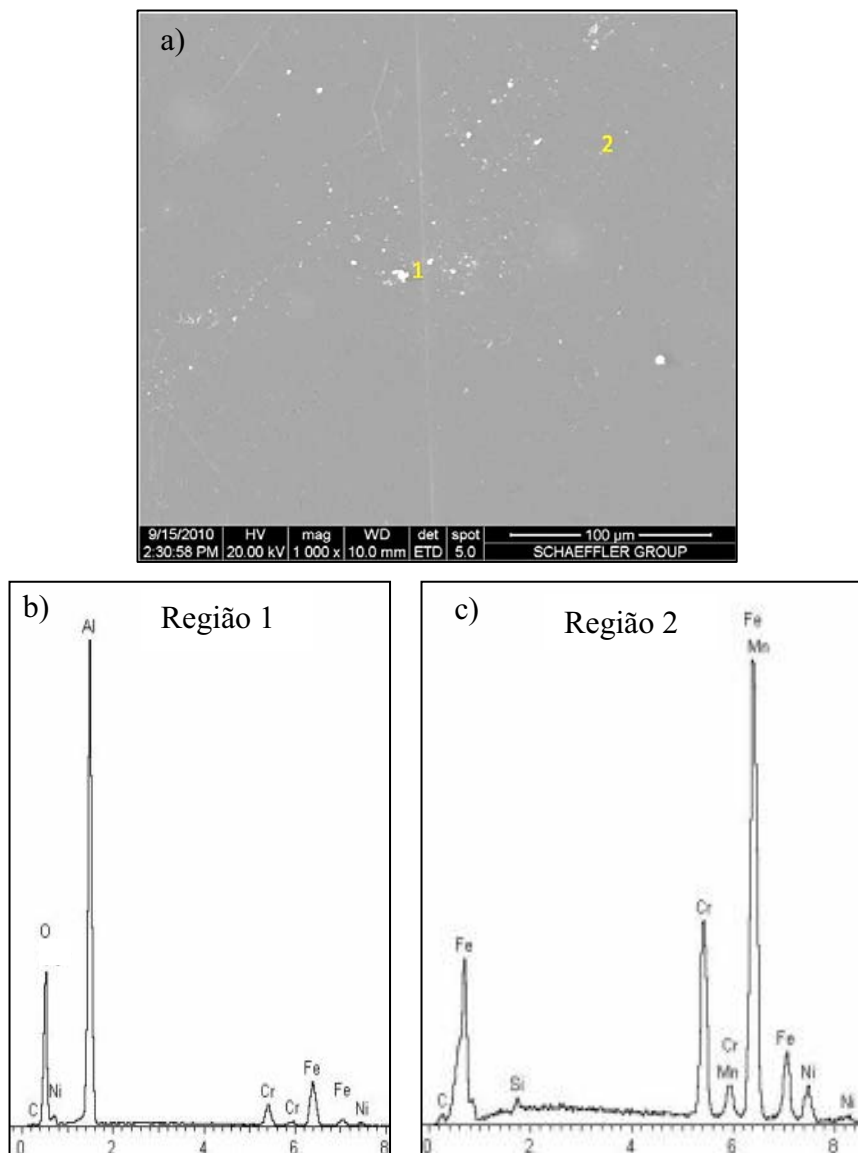 a)
2
1
9/15/2010 HV mag WD det spot 100 µm
2:30:58 PM 20.00 kV 1 000 x 10.0 mm ETD 5.0 SCHAEFFLER GROUP
b) Região 1
Al
O
C Ni Cr Cr Fe Fe Ni
0 2 4 6 8
c) Região 2
Fe
Mn
Cr
Fe
C Si Cr Mn Fe Ni Ni
0 2 4 6 8